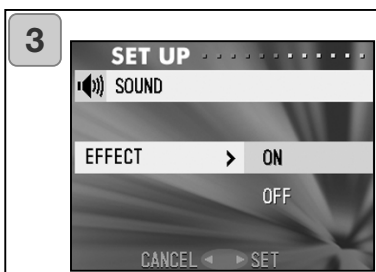 3
SET UP
SOUND
EFFECT > ON
OFF
CANCEL ◄ ► SET